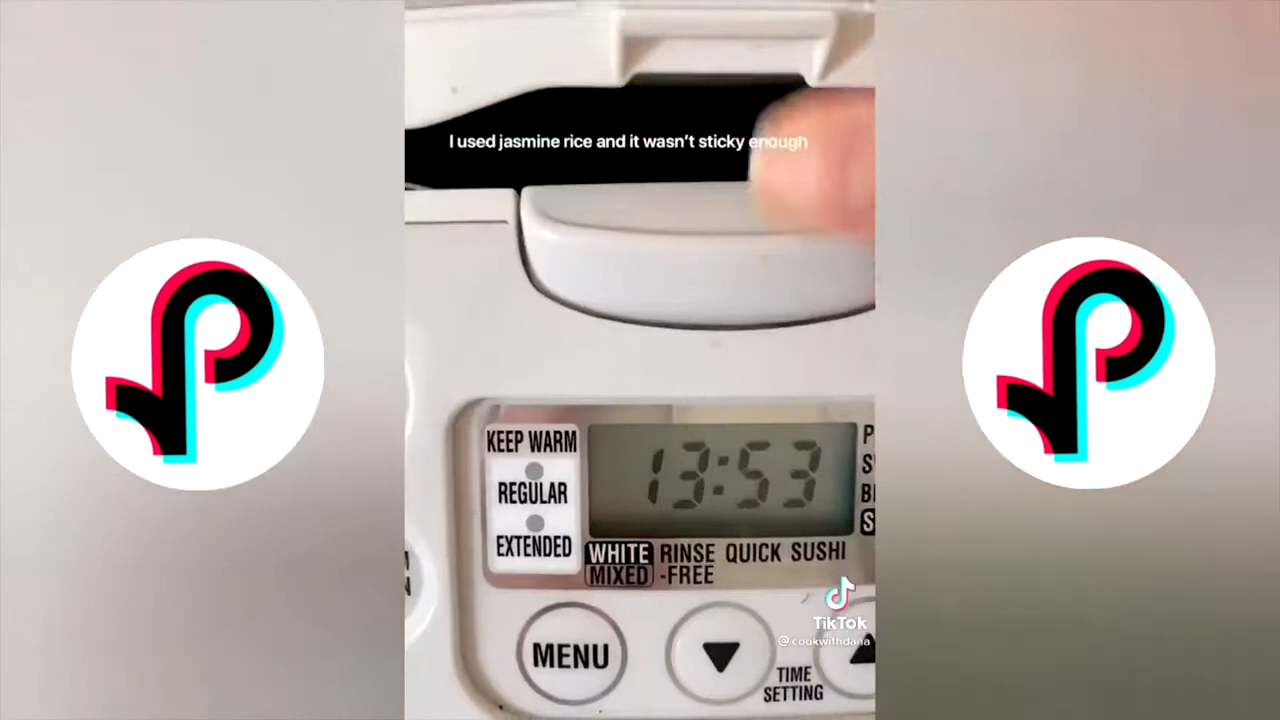 I used jasmine rice and it wasn't sticky enough
KEEP WARM
REGULAR
EXTENDED
13:53
WHITE RINSE QUICK SUSHI
MIXED -FREE
MENU
TIME
SETTING
TikTok
@cookwithdana